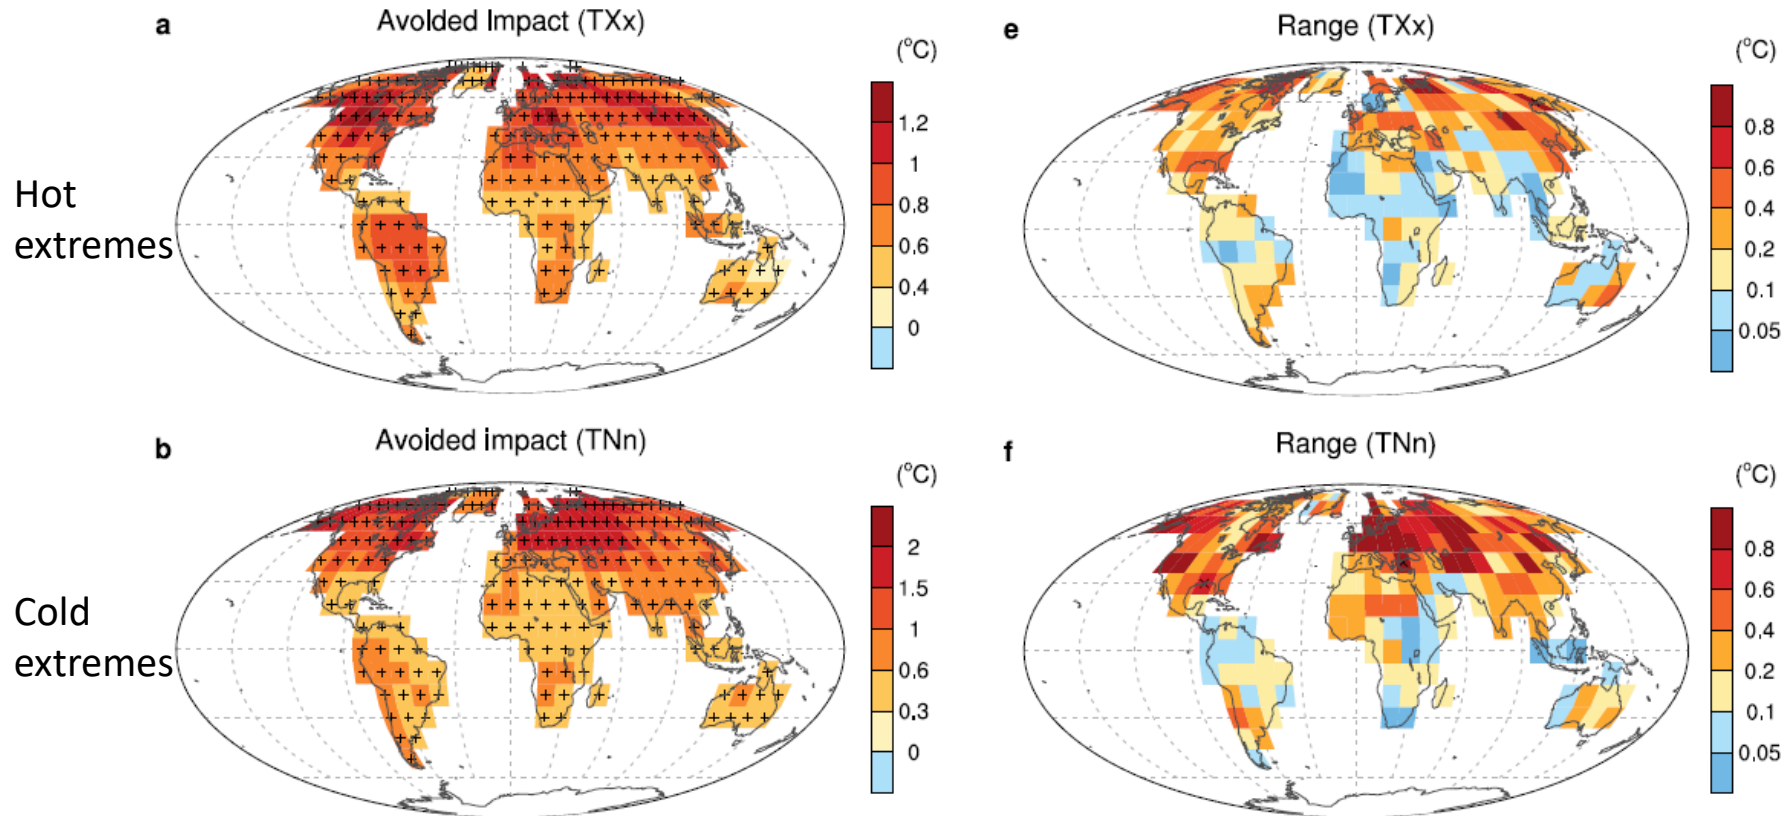 a
Avoided Impact (TXx)
(°C)
1.2
1
0.8
0.6
0.4
0
e
Range (TXx)
(°C)
0.8
0.6
0.4
0.2
0.1
0.05
Hot
extremes
b
Avoided impact (TNn)
(°C)
2
1.5
1
0.6
0.3
0
f
Range (TNn)
(°C)
0.8
0.6
0.4
0.2
0.1
0.05
Cold
extremes